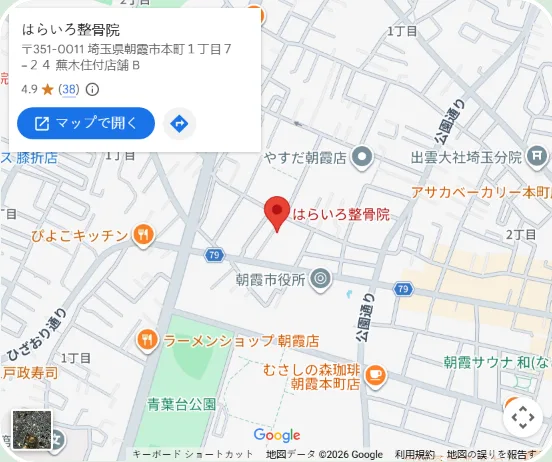 はらいろ整骨院
〒351-0011 埼玉県朝霞市本町１丁目７
−２４ 蕪木住付店舗 B
4.9 ★ (38)
マップで開く
1丁目
公園通り
やすだ朝霞店
出雲大社埼玉分院
ス 膝折店
1丁目
アサカベーカリー本町店
はらいろ整骨院
ぴよこキッチン
2丁目
79
朝霞市役所
79
公園通り
ひざおり通り
ラーメンショップ 朝霞店
1丁目
むさしの森珈琲
朝霞本町店
朝霞サウナ 和(な
戸政寿司
青葉台公園
Google
キーボード ショートカット
地図データ ©2026 Google
利用規約
地図の誤りを報告する